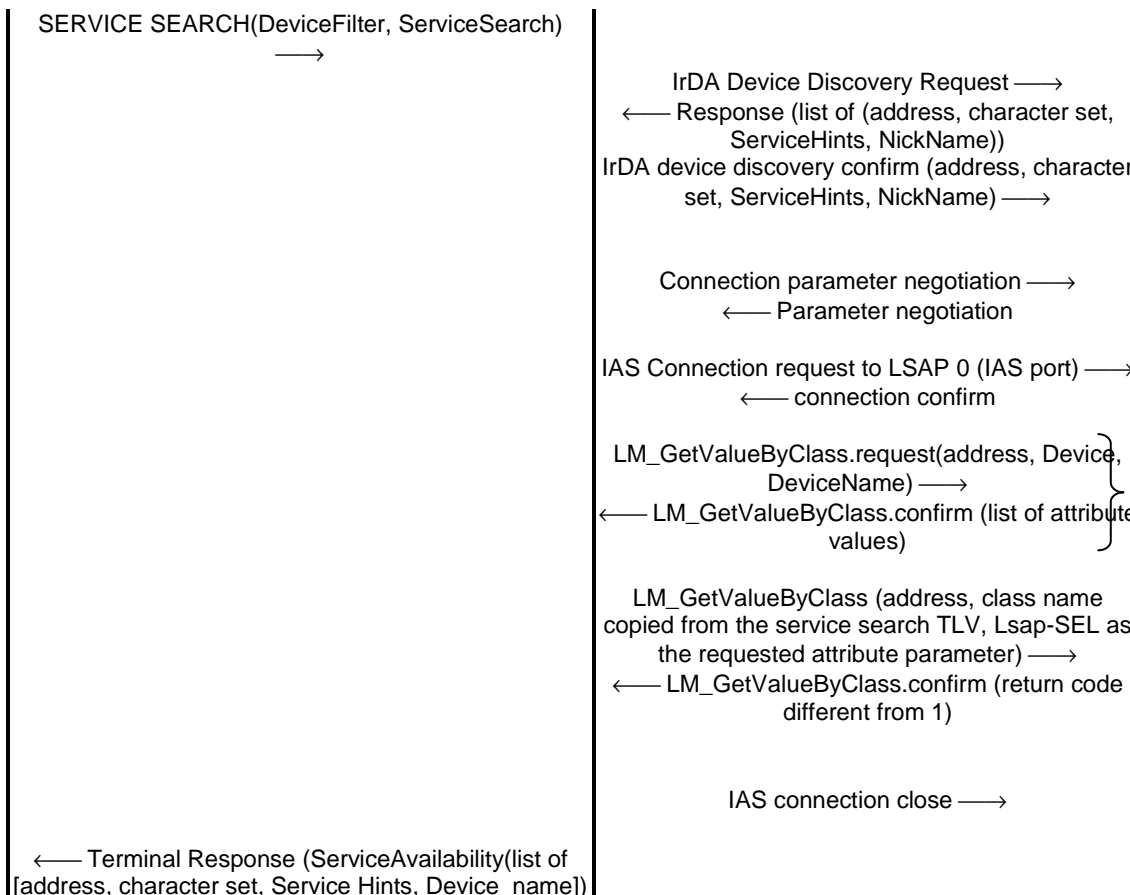 SERVICE SEARCH(DeviceFilter, ServiceSearch)
⟶
IrDA Device Discovery Request ⟶
⟵ Response (list of (address, character set,
ServiceHints, NickName))
IrDA device discovery confirm (address, character
set, ServiceHints, NickName) ⟶
Connection parameter negotiation ⟶
⟵ Parameter negotiation
IAS Connection request to LSAP 0 (IAS port) ⟶
⟵ connection confirm
LM_GetValueByClass.request(address, Device,
DeviceName) ⟶
⟵ LM_GetValueByClass.confirm (list of attribute
values)
LM_GetValueByClass (address, class name
copied from the service search TLV, Lsap-SEL as
the requested attribute parameter) ⟶
⟵ LM_GetValueByClass.confirm (return code
different from 1)
IAS connection close ⟶
⟵ Terminal Response (ServiceAvailability(list of
[address, character set, Service Hints, Device_name])